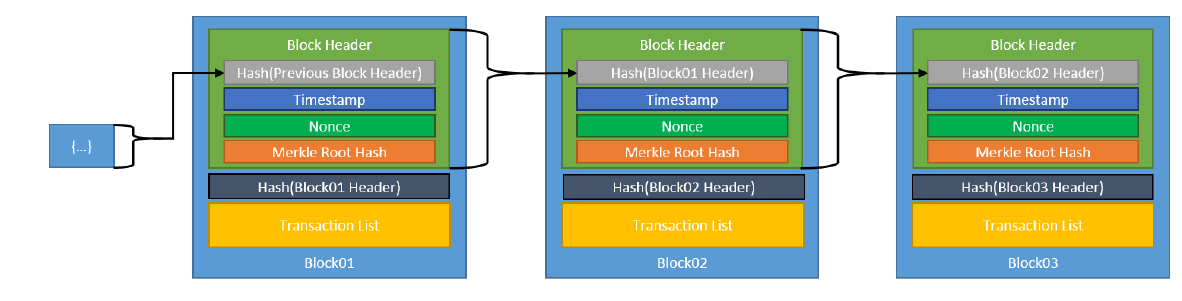 {...}
Block Header
Hash(Previous Block Header)
Timestamp
Nonce
Merkle Root Hash
Hash(Block01 Header)
Transaction List
Block01
Block Header
Hash(Block01 Header)
Timestamp
Nonce
Merkle Root Hash
Hash(Block02 Header)
Transaction List
Block02
Block Header
Hash(Block02 Header)
Timestamp
Nonce
Merkle Root Hash
Hash(Block03 Header)
Transaction List
Block03